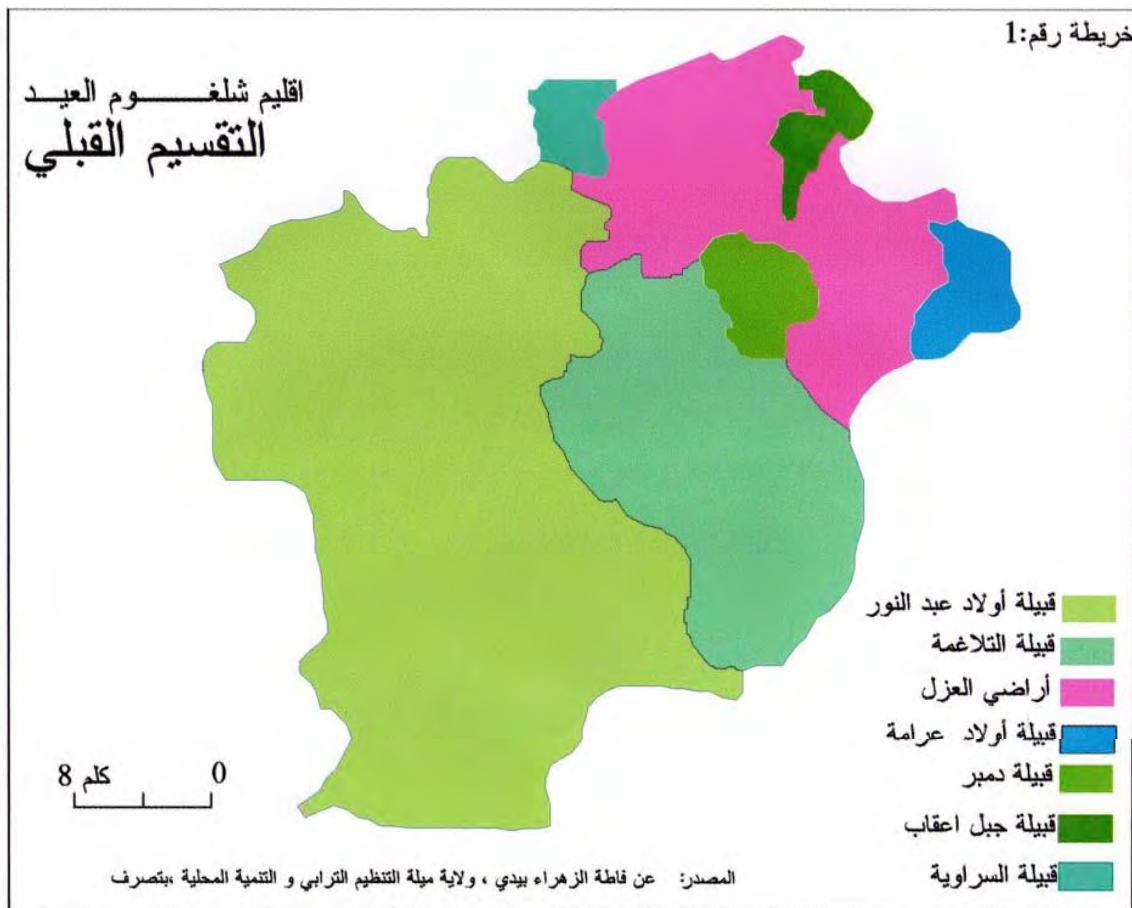 خريطة رقم:1
اقليم شلغـــــوم العيــد
التقسيم القبلي
قبيلة أولاد عبد النور
قبيلة التلاغمة
أراضي العزل
قبيلة أولاد عرامة
قبيلة دمبر
قبيلة جبل اعقاب
قبيلة السراوية
0 كلم 8
المصدر: عن فاطة الزهراء بيدي ، ولاية ميلة التنظيم الترابي و التنمية المحلية ،بتصرف